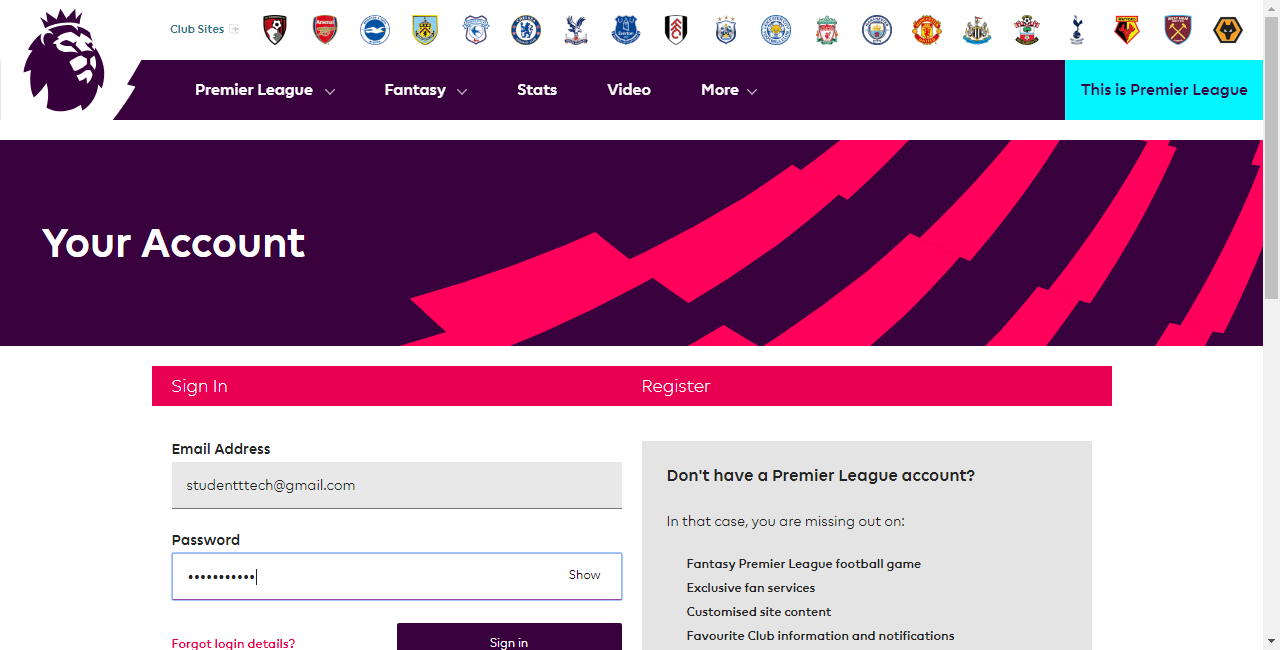 Club Sites
Premier League Fantasy Stats Video More This is Premier League
Your Account
Sign In Register
Email Address
studentttech@gmail.com
Password
••••••••••• Show
Forgot login details? Sign in
Don't have a Premier League account?
In that case, you are missing out on:
Fantasy Premier League football game
Exclusive fan services
Customised site content
Favourite Club information and notifications